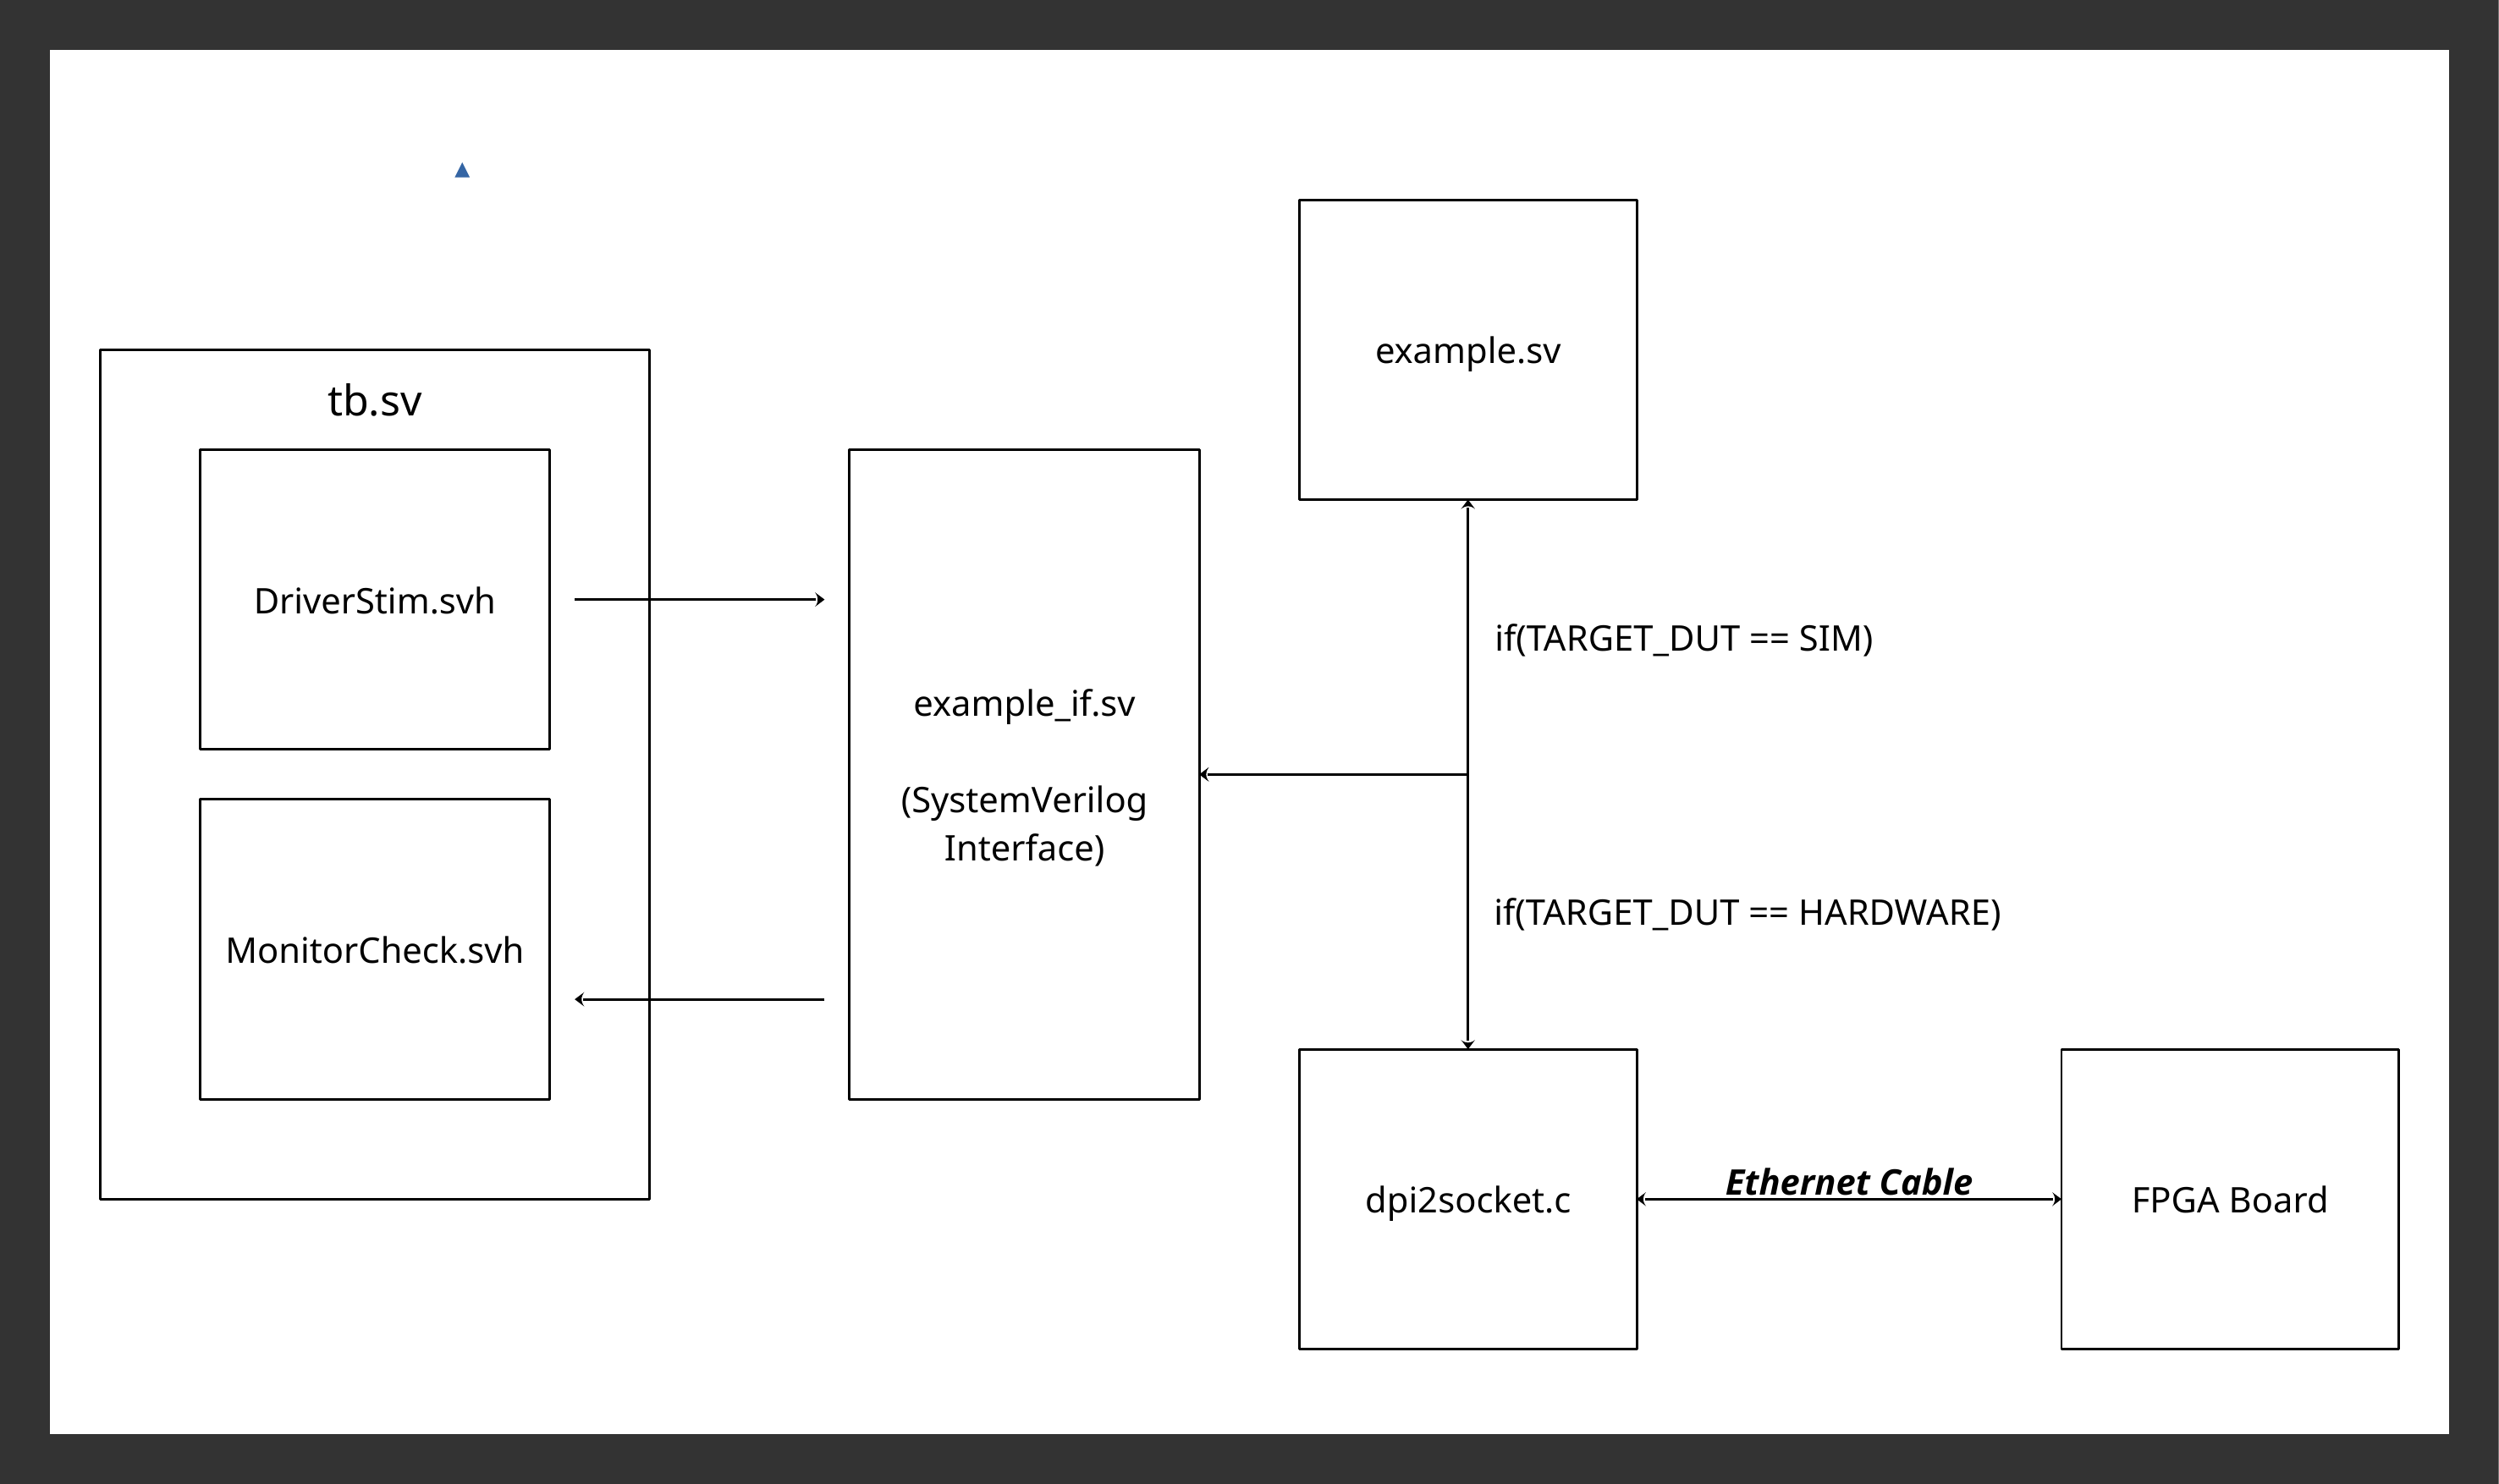 example.sv
tb.sv
DriverStim.svh
if(TARGET_DUT == SIM)
example_if.sv
(SystemVerilog
Interface)
if(TARGET_DUT == HARDWARE)
MonitorCheck.svh
Ethernet Cable
dpi2socket.c
FPGA Board